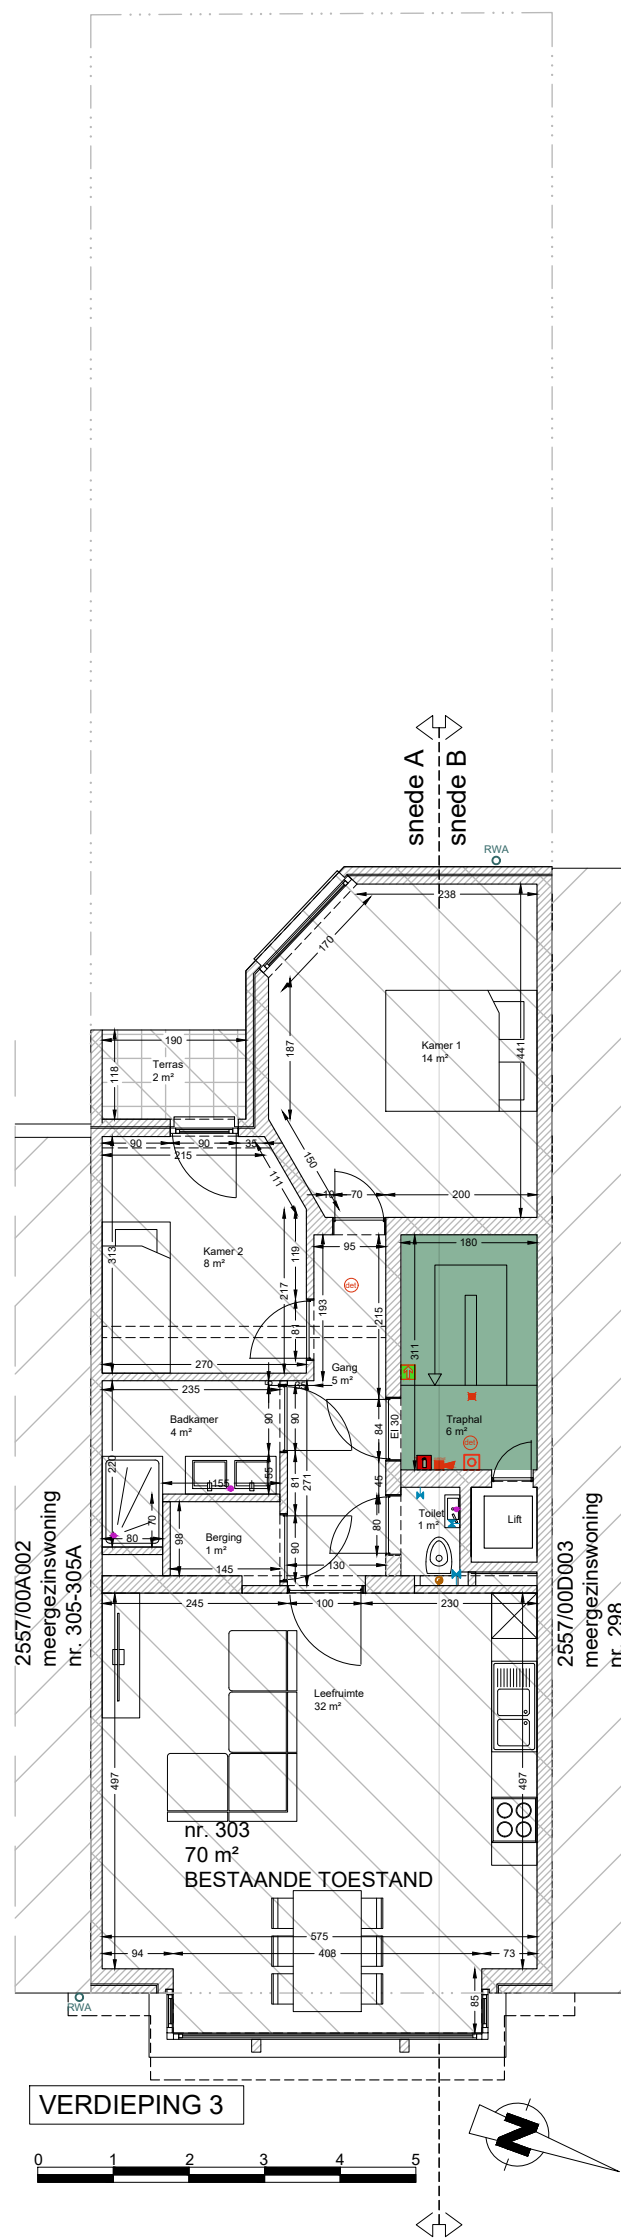 snede A
snede B
RWA
238
170
441
187
Kamer 1
14 m²
190
118
Terras
2 m²
90
90
35
215
111
150
10
70
200
95
180
313
Kamer 2
8 m²
119
217
81
193
215
311
det
270
Gang
5 m²
235
Badkamer
4 m²
90
90
84
EI 30
Traphal
6 m²
det
220
155
55
81
271
45
70
80
98
Berging
1 m²
145
90
130
80
Toilet
1 m²
Lift
245
100
230
2557/00A002
meergezinswoning
nr. 305-305A
2557/00D003
meergezinswoning
nr. 298
Leefruimte
32 m²
497
497
nr. 303
70 m²
BESTAANDE TOESTAND
575
94
408
73
85
RWA
VERDIEPING 3
N
0 1 2 3 4 5